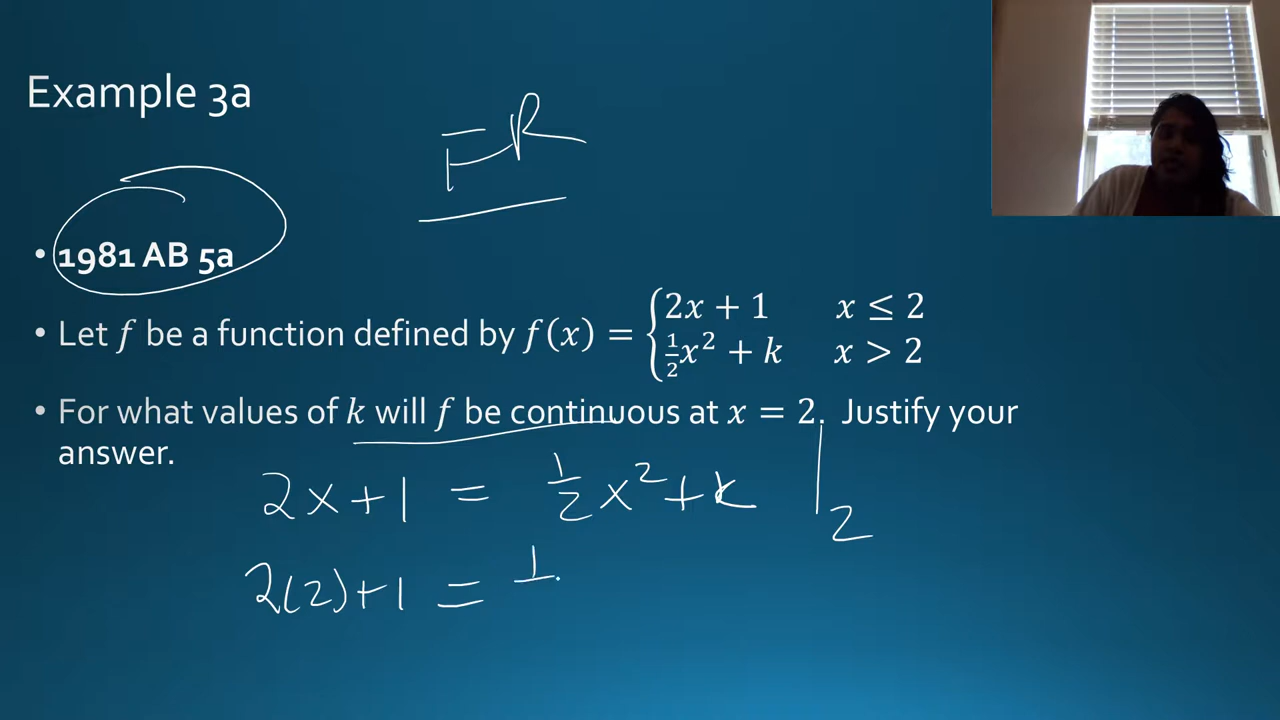 Example 3a
FR
• 1981 AB 5a
• Let f be a function defined by f(x) = { 2x + 1 x ≤ 2
½x² + k x > 2
• For what values of k will f be continuous at x = 2. Justify your
answer.
2x+1 = ½x²+k |₂
2(2)+1 = 1